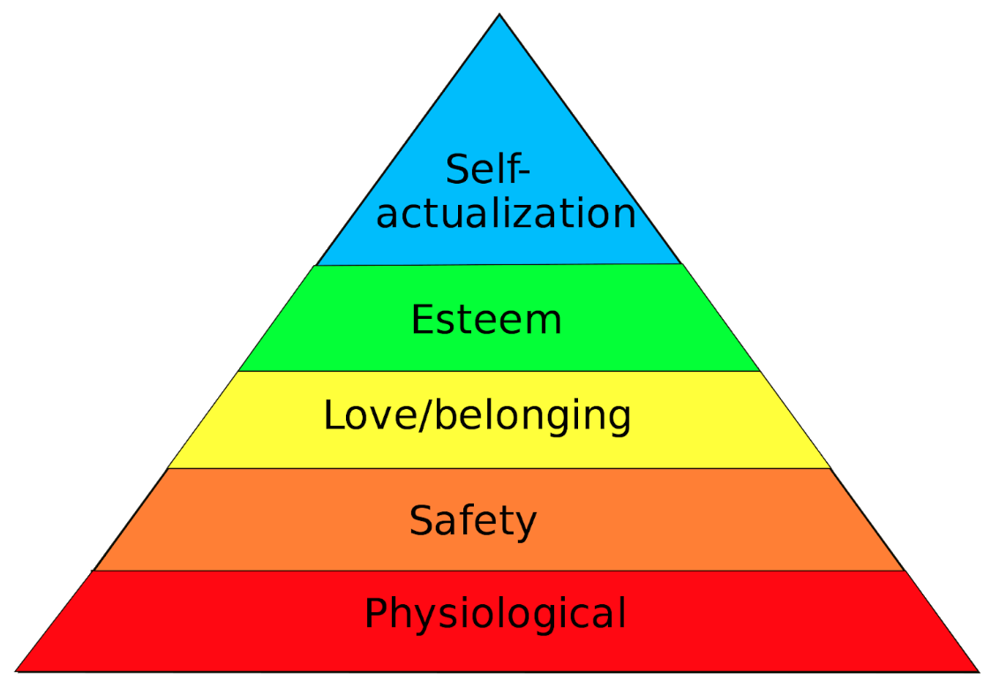 Self-
actualization
Esteem
Love/belonging
Safety
Physiological